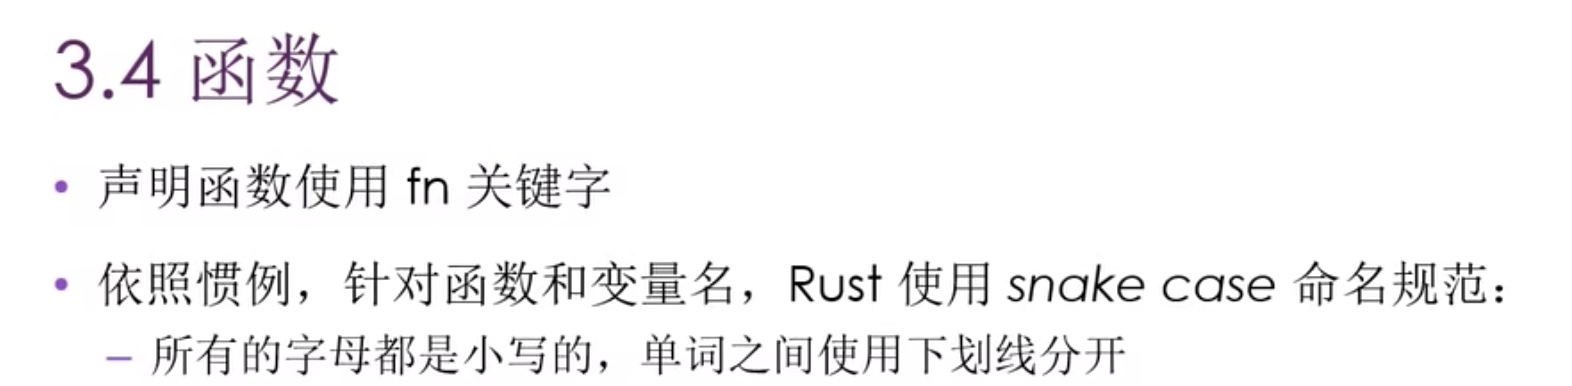 3.4 函数
• 声明函数使用 fn 关键字
• 依照惯例，针对函数和变量名，Rust 使用 snake case 命名规范：
– 所有的字母都是小写的，单词之间使用下划线分开